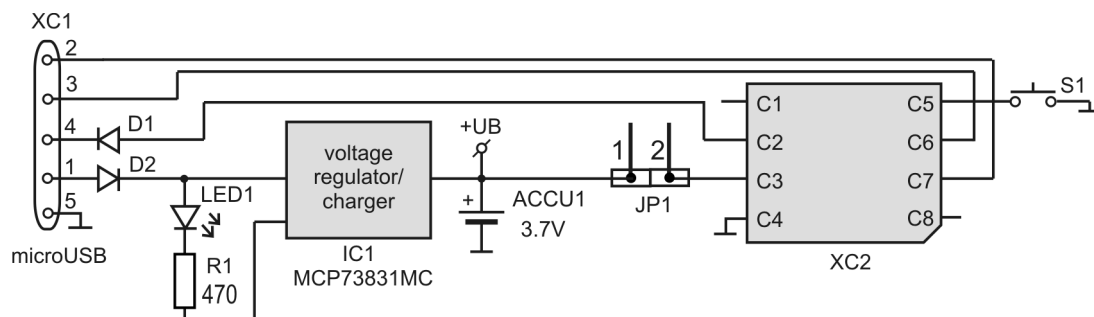 XC1
2
3
4
1
5
microUSB
D1
D2
LED1
R1
470
voltage
regulator/
charger
IC1
MCP73831MC
+UB
+
ACCU1
3.7V
1 2
JP1
C1
C2
C3
C4
C5
C6
C7
C8
XC2
S1